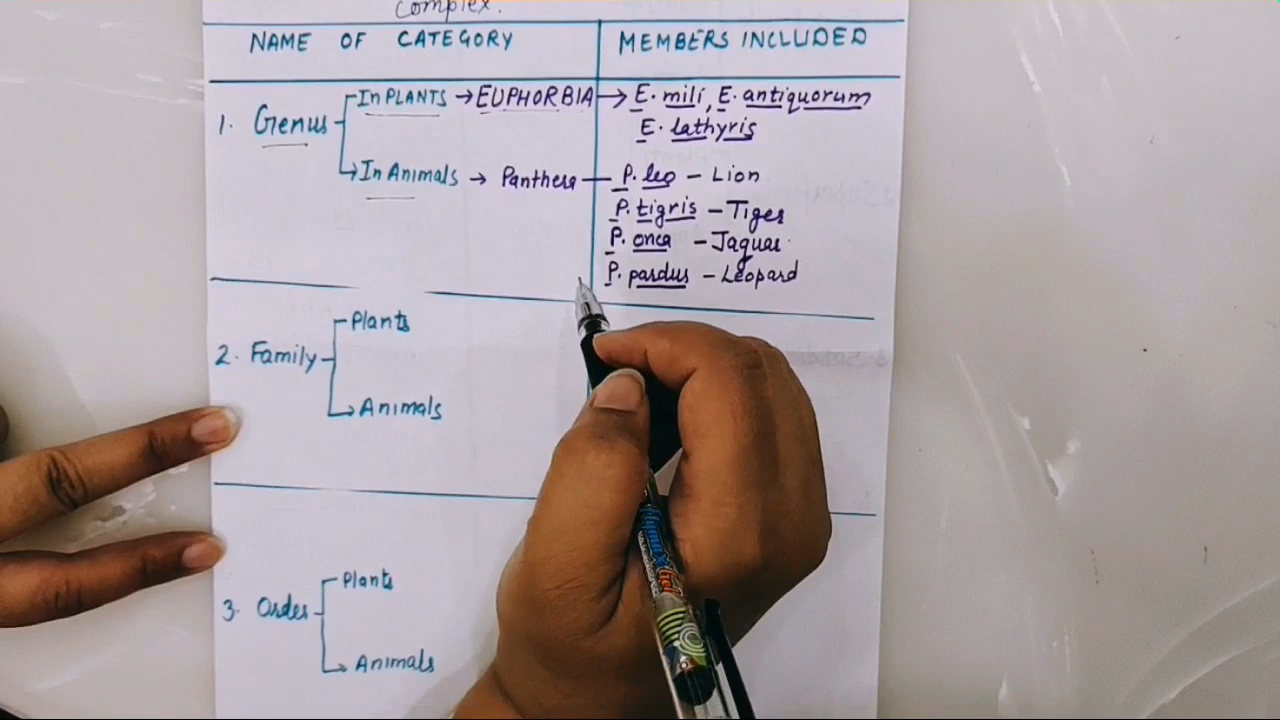 complex.
NAME OF CATEGORY MEMBERS INCLUDED
1. Genus
In PLANTS → EUPHORBIA → E. mili, E. antiquorum
E. lathyris
In Animals → Panthera — P. leo – Lion
P. tigris – Tiger
P. onca – Jaguar
P. pardus – Leopard
2. Family
Plants
Animals
3. Order
Plants
Animals